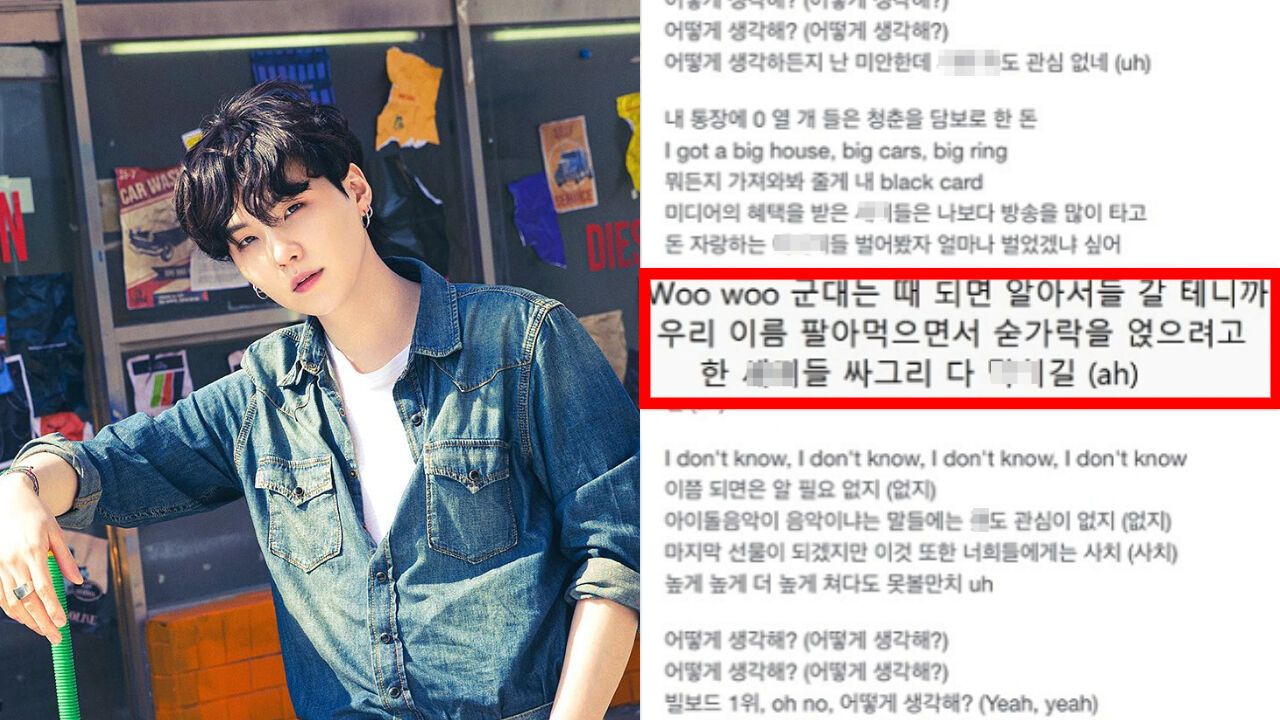 CAR WAS
DIES
어떻게 생각해? (어떻게 생각해?)
어떻게 생각해? (어떻게 생각해?)
어떻게 생각하든지 난 미안한데 도 관심 없네 (uh)
내 통장에 0 열 개 들은 청춘을 담보로 한 돈
I got a big house, big cars, big ring
뭐든지 가져와봐 줄게 내 black card
미디어의 혜택을 받은 들은 나보다 방송을 많이 타고
돈 자랑하는 들 벌어봤자 얼마나 벌었겠냐 싶어
Woo woo 군대는 때 되면 알아서들 갈 테니까
우리 이름 팔아먹으면서 숟가락을 얹으려고
한 들 싸그리 다 길 (ah)
I don't know, I don't know, I don't know, I don't know
이쯤 되면은 알 필요 없지 (없지)
아이돌음악이 음악이냐는 말들에는 도 관심이 없지 (없지)
마지막 선물이 되겠지만 이것 또한 너희들에게는 사치 (사치)
높게 높게 더 높게 쳐다도 못볼만치 uh
어떻게 생각해? (어떻게 생각해?)
어떻게 생각해? (어떻게 생각해?)
빌보드 1위, oh no, 어떻게 생각해? (Yeah, yeah)